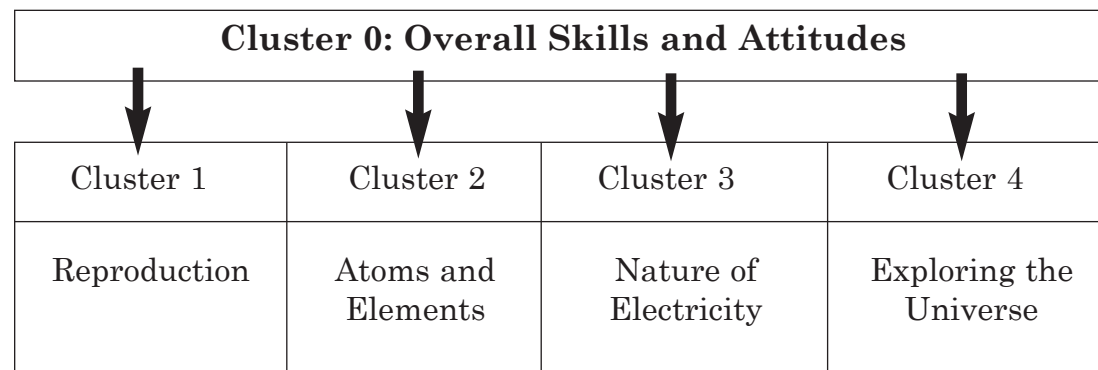 Cluster 0: Overall Skills and Attitudes
Cluster 1
Cluster 2
Cluster 3
Cluster 4
Reproduction
Atoms and
Elements
Nature of
Electricity
Exploring the
Universe